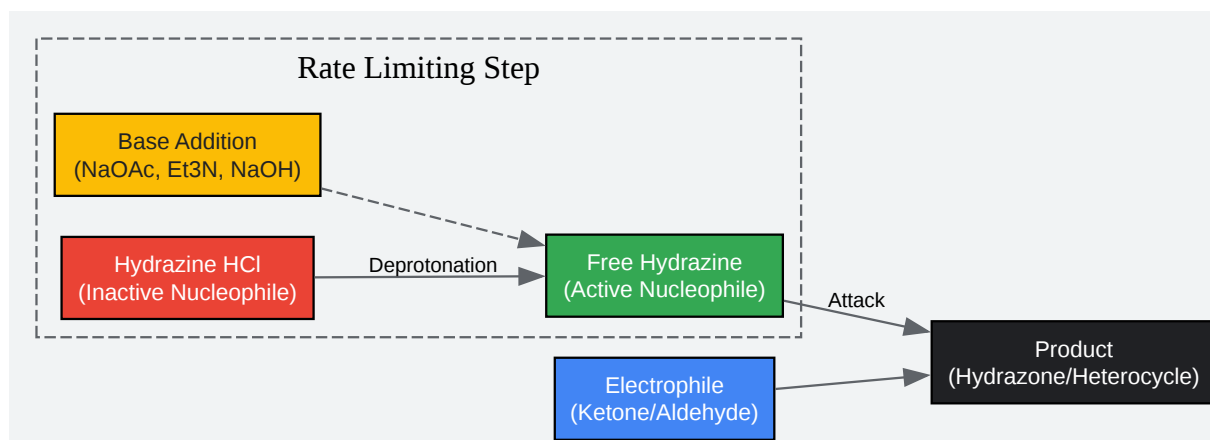 Rate Limiting Step
Base Addition
(NaOAc, Et3N, NaOH)
Hydrazine HCl
(Inactive Nucleophile)
Deprotonation
Free Hydrazine
(Active Nucleophile)
Attack
Electrophile
(Ketone/Aldehyde)
Product
(Hydrazone/Heterocycle)